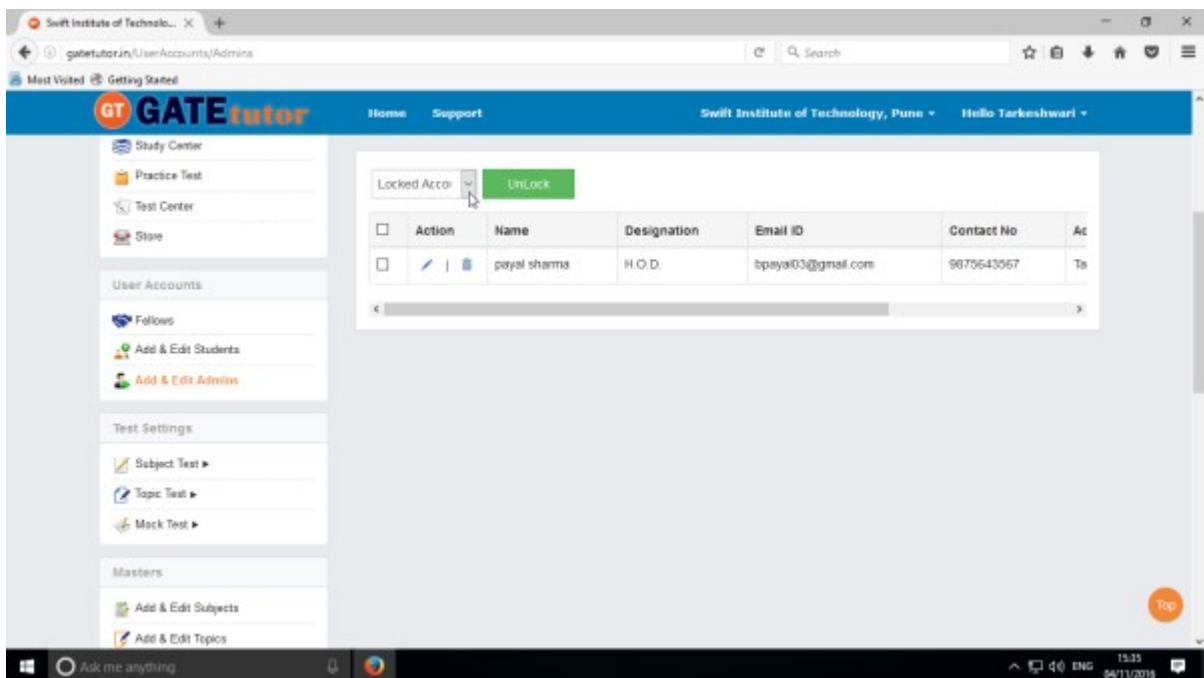 Swift Institute of Technolo...
gatetutor.in/UserAccounts/Admins
Search
Most Visited Getting Started
GT GATEtutor Home Support Swift Institute of Technology, Pune Hello Tarkeshwari
Study Center
Practice Test
Test Center
Store
User Accounts
Fellows
Add & Edit Students
Add & Edit Admins
Test Settings
Subject Test
Topic Test
Mock Test
Masters
Add & Edit Subjects
Add & Edit Topics
Locked Acco UnLock
Action Name Designation Email ID Contact No Ac
payal sharma H.O.D. bpayal03@gmail.com 9875643567 Ta
Top
Ask me anything ENG 15:35
04/11/2016